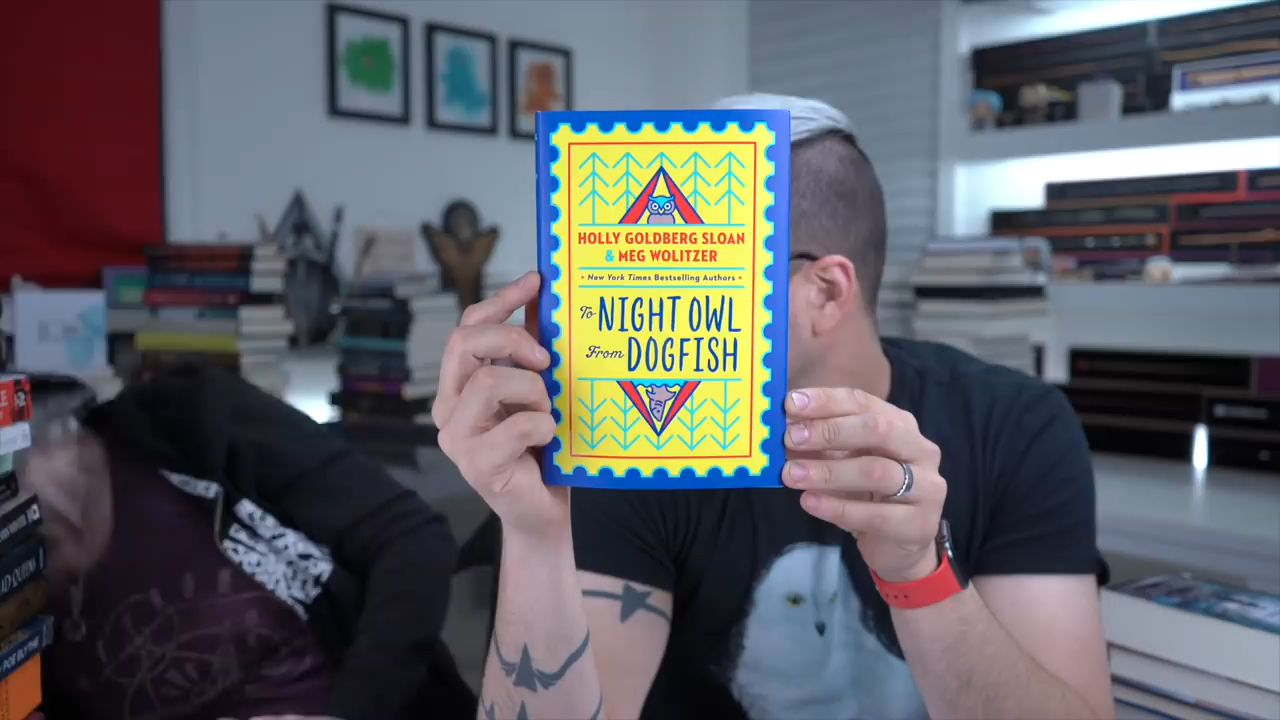 HOLLY GOLDBERG SLOAN
& MEG WOLITZER
• New York Times Bestselling Authors •
To NIGHT OWL
From DOGFISH